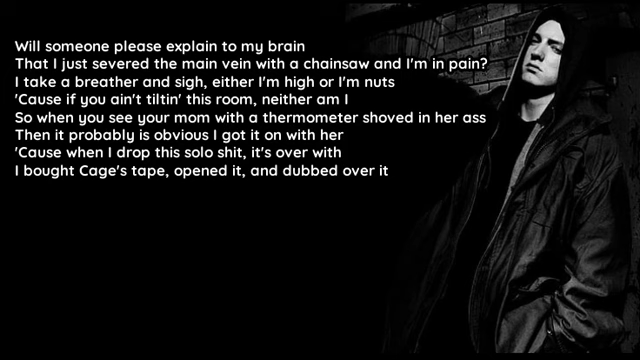 Will someone please explain to my brain
That I just severed the main vein with a chainsaw and I'm in pain?
I take a breather and sigh, either I'm high or I'm nuts
'Cause if you ain't tiltin' this room, neither am I
So when you see your mom with a thermometer shoved in her ass
Then it probably is obvious I got it on with her
'Cause when I drop this solo shit, it's over with
I bought Cage's tape, opened it, and dubbed over it